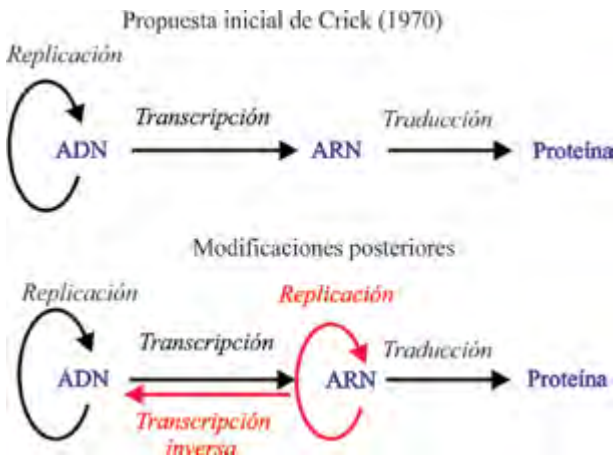 Propuesta inicial de Crick (1970)
Replicación
Transcripción
Traducción
ADN
ARN
Proteína
Modificaciones posteriores
Replicación
Replicación
Transcripción
Traducción
ADN
ARN
Proteína
Transcripción
inversa